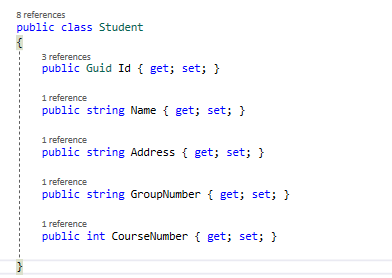 8 references
public class Student
{
3 references
public Guid Id { get; set; }
1 reference
public string Name { get; set; }
1 reference
public string Address { get; set; }
1 reference
public string GroupNumber { get; set; }
1 reference
public int CourseNumber { get; set; }
}